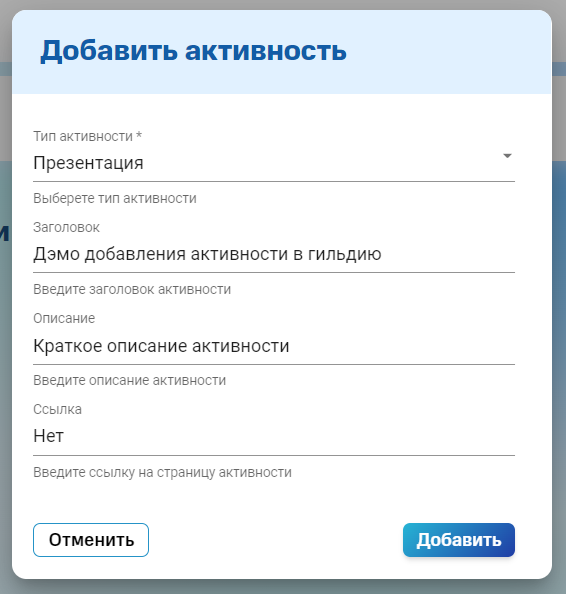 Добавить активность
Тип активности *
Презентация
Выберете тип активности
Заголовок
Дэмо добавления активности в гильдию
Введите заголовок активности
Описание
Краткое описание активности
Введите описание активности
Ссылка
Нет
Введите ссылку на страницу активности
Отменить
Добавить